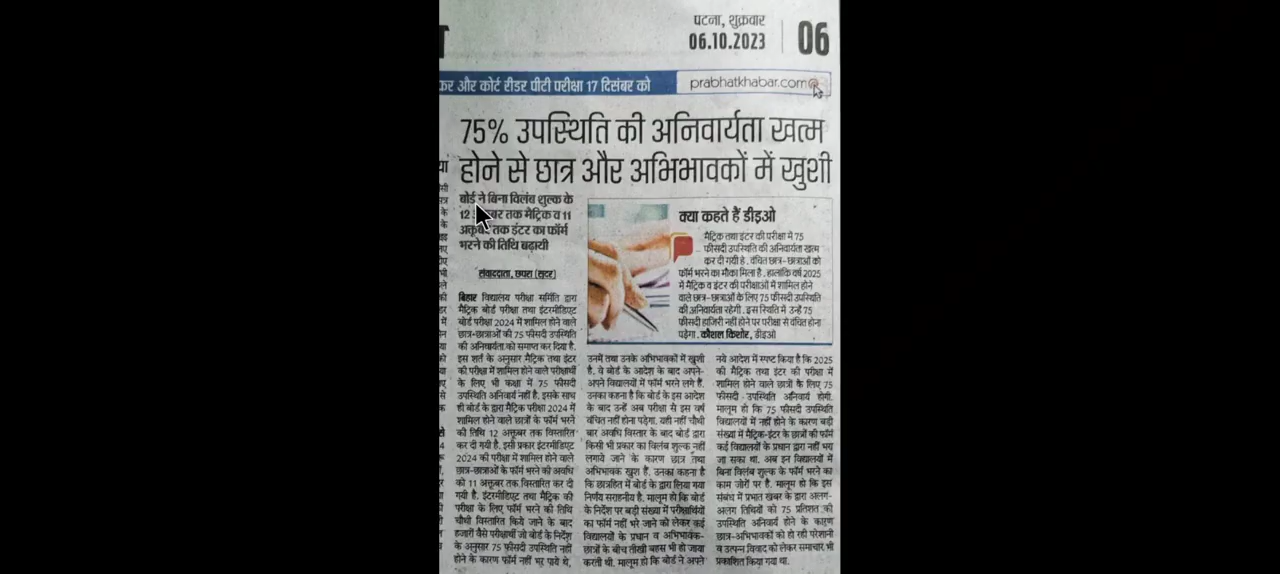 पटना, शुक्रवार
06.10.2023
06
कर और कोर्ट रीडर पीटी परीक्षा 17 दिसंबर को
prabhatkhabar.com
75% उपस्थिति की अनिवार्यता खत्म
होने से छात्र और अभिभावकों में खुशी
बोर्ड ने बिना विलंब शुल्क के
12 तक मैट्रिक व 11
तक इंटर का फॉर्म
भरने की तिथि बढ़ायी
संवाददाता, छपरा (सदर)
बिहार विद्यालय परीक्षा समिति द्वारा
मैट्रिक बोर्ड परीक्षा तथा इंटरमीडिएट
बोर्ड परीक्षा 2024 में शामिल होने वाले
छात्र-छात्राओं की 75 फीसदी उपस्थिति
की अनिवार्यता को समाप्त कर दिया है.
इस शर्त के अनुसार मैट्रिक तथा इंटर
की परीक्षा में शामिल होने वाले परीक्षार्थी
के लिए भी कक्षा में 75 फीसदी
उपस्थिति अनिवार्य नहीं है. इसके साथ
ही बोर्ड के द्वारा मैट्रिक परीक्षा 2024 में
शामिल होने वाले छात्रों के फॉर्म भरने
की तिथि 12 अक्तूबर तक विस्तारित
कर दी गयी है. इसी प्रकार इंटरमीडिएट
2024 की परीक्षा में शामिल होने वाले
छात्र-छात्राओं के फॉर्म भरने की अवधि
को 11 अक्तूबर तक विस्तारित कर दी
गयी है. इंटरमीडिएट तथा मैट्रिक की
परीक्षा के लिए फॉर्म भरने की तिथि
चौथी विस्तारित किये जाने के बाद
हजारों वैसे परीक्षार्थी जो बोर्ड के निर्देश
के अनुसार 75 फीसदी उपस्थिति नहीं
होने के कारण फॉर्म नहीं भर पाये थे,
क्या कहते हैं डीइओ
मैट्रिक तथा इंटर की परीक्षा में 75
फीसदी उपस्थिति की अनिवार्यता खत्म
कर दी गयी है. वंचित छात्र-छात्राओं को
फॉर्म भरने का मौका मिला है. हालांकि वर्ष 2025
में मैट्रिक व इंटर की परीक्षाओं में शामिल होने
वाले छात्र-छात्राओं के लिए 75 फीसदी उपस्थिति
की अनिवार्यता रहेगी. इस स्थिति में उन्हें 75
फीसदी हाजिरी नहीं होने पर परीक्षा से वंचित होना
पड़ेगा. कौशल किशोर, डीइओ
उनमें तथा उनके अभिभावकों में खुशी
है. वे बोर्ड के आदेश के बाद अपने-
अपने विद्यालयों में फॉर्म भरने लगे हैं.
उनका कहना है कि बोर्ड के इस आदेश
के बाद उन्हें अब परीक्षा से इस वर्ष
वंचित नहीं होना पड़ेगा. यही नहीं चौथी
बार अवधि विस्तार के बाद बोर्ड द्वारा
किसी भी प्रकार का विलंब शुल्क नहीं
लगाये जाने के कारण छात्र तथा
अभिभावक खुश हैं. उनका कहना है
कि छात्रहित में बोर्ड के द्वारा लिया गया
निर्णय सराहनीय है. मालूम हो कि बोर्ड
के निर्देश पर बड़ी संख्या में परीक्षार्थियों
का फॉर्म नहीं भरे जाने को लेकर कई
विद्यालयों के प्रधान व अभिभावक-
छात्रों के बीच तीखी बहस भी हो जाया
करती थी. मालूम हो कि बोर्ड ने अपने
नये आदेश में स्पष्ट किया है कि 2025
की मैट्रिक तथा इंटर की परीक्षा में
शामिल होने वाले छात्रों के लिए 75
फीसदी उपस्थिति अनिवार्य होगी.
मालूम हो कि 75 फीसदी उपस्थिति
विद्यालयों में नहीं होने के कारण बड़ी
संख्या में मैट्रिक-इंटर के छात्रों की फॉर्म
कई विद्यालयों के प्रधान द्वारा नहीं भरा
जा सका था. अब इन विद्यालयों में
बिना विलंब शुल्क के फॉर्म भरने का
काम जोरों पर है. मालूम हो कि इस
संबंध में प्रभात खबर के द्वारा अलग-
अलग तिथियों को 75 प्रतिशत की
उपस्थिति अनिवार्य होने के कारण
छात्र-अभिभावकों को हो रही परेशानी
व उत्पन्न विवाद को लेकर समाचार भी
प्रकाशित किया गया था.